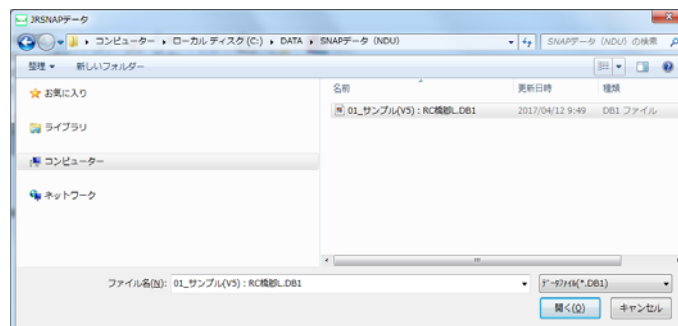 JRSNAPデータ
コンピューター ▸ ローカル ディスク (C:) ▸ DATA ▸ SNAPデータ (NDU)
SNAPデータ (NDU) の検索
整理 新しいフォルダー
名前 更新日時 種類
お気に入り
01_サンプル(V5) : RC橋脚L.DB1 2017/04/12 9:49 DB1 ファイル
ライブラリ
コンピューター
ネットワーク
ファイル名(N): 01_サンプル(V5) : RC橋脚L.DB1 ﾃﾞｰﾀﾌｧｲﾙ(*.DB1)
開く(O) キャンセル